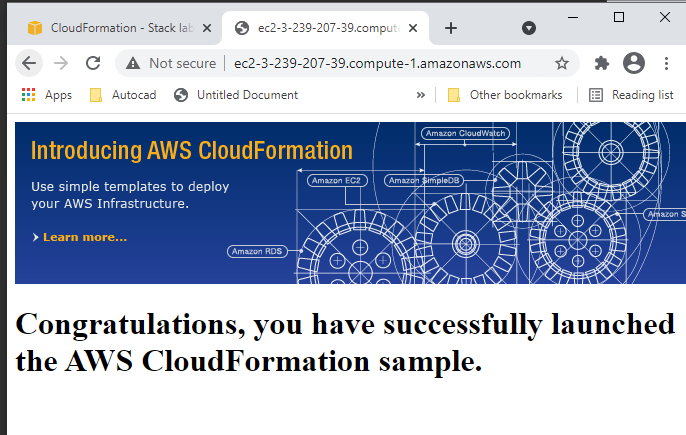 CloudFormation - Stack lab
ec2-3-239-207-39.compute-
Not secure
ec2-3-239-207-39.compute-1.amazonaws.com
Apps
Autocad
Untitled Document
»
Other bookmarks
Reading list
Introducing AWS CloudFormation
Use simple templates to deploy
your AWS Infrastructure.
Learn more...
Amazon CloudWatch
Amazon EC2
Amazon SimpleDB
Amazon S
Amazon RDS
Congratulations, you have successfully launched
the AWS CloudFormation sample.